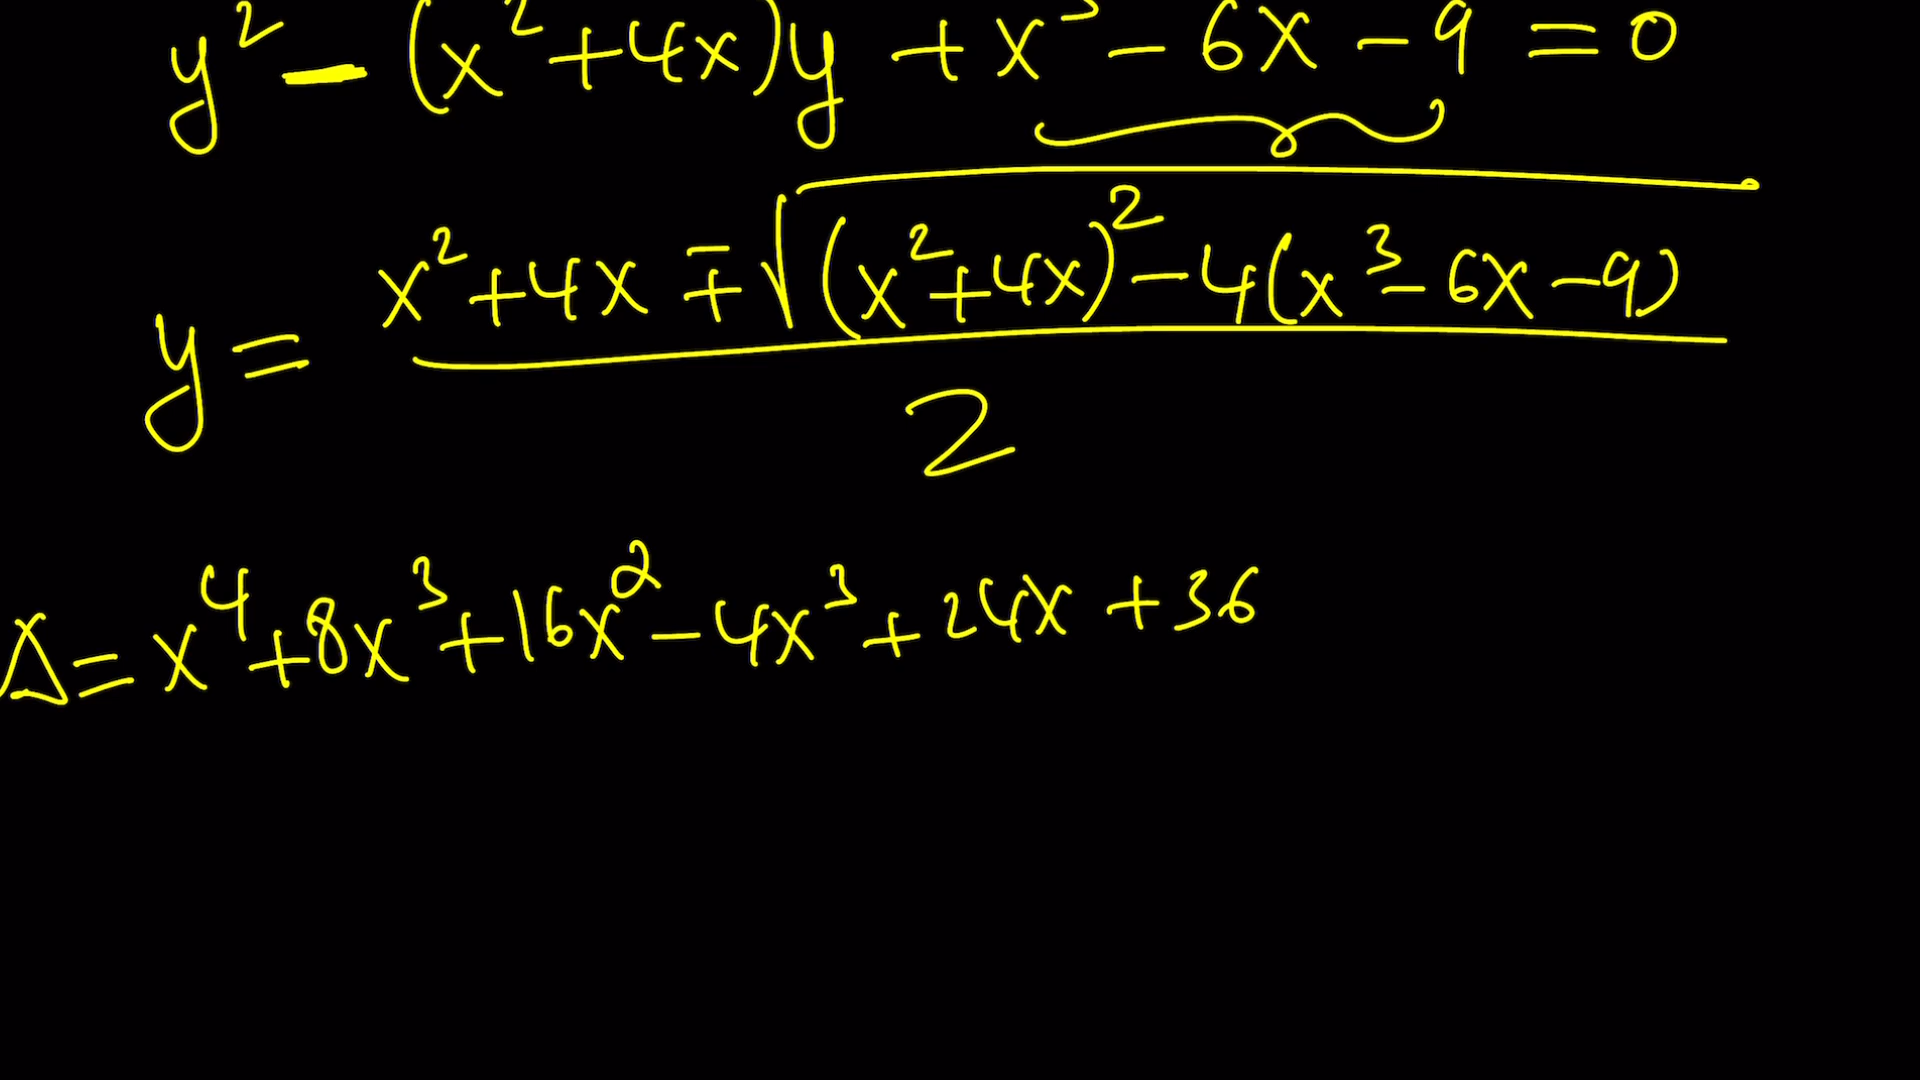 y² - (x²+4x)y + x³ - 6x - 9 = 0
y = (x²+4x ∓ √((x²+4x)² - 4(x³ - 6x - 9))) / 2
Δ = x⁴ + 8x³ + 16x² - 4x³ + 24x + 36